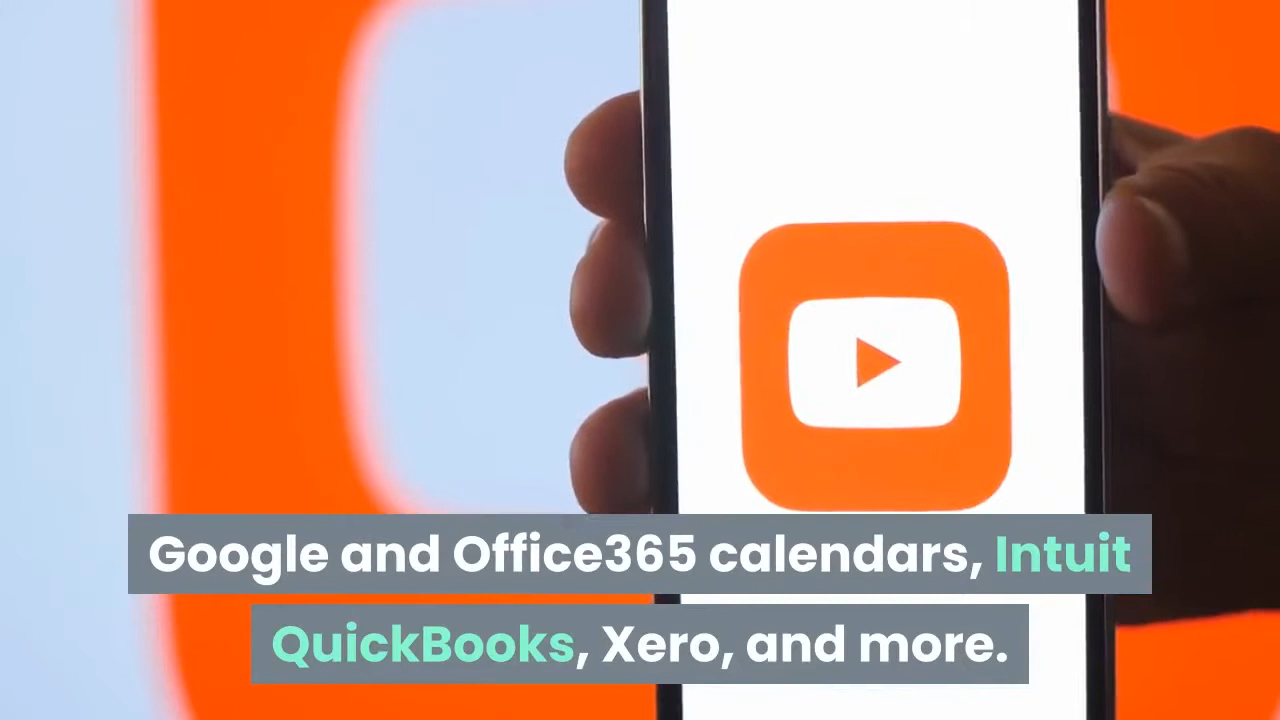 Google and Office365 calendars, Intuit
QuickBooks, Xero, and more.